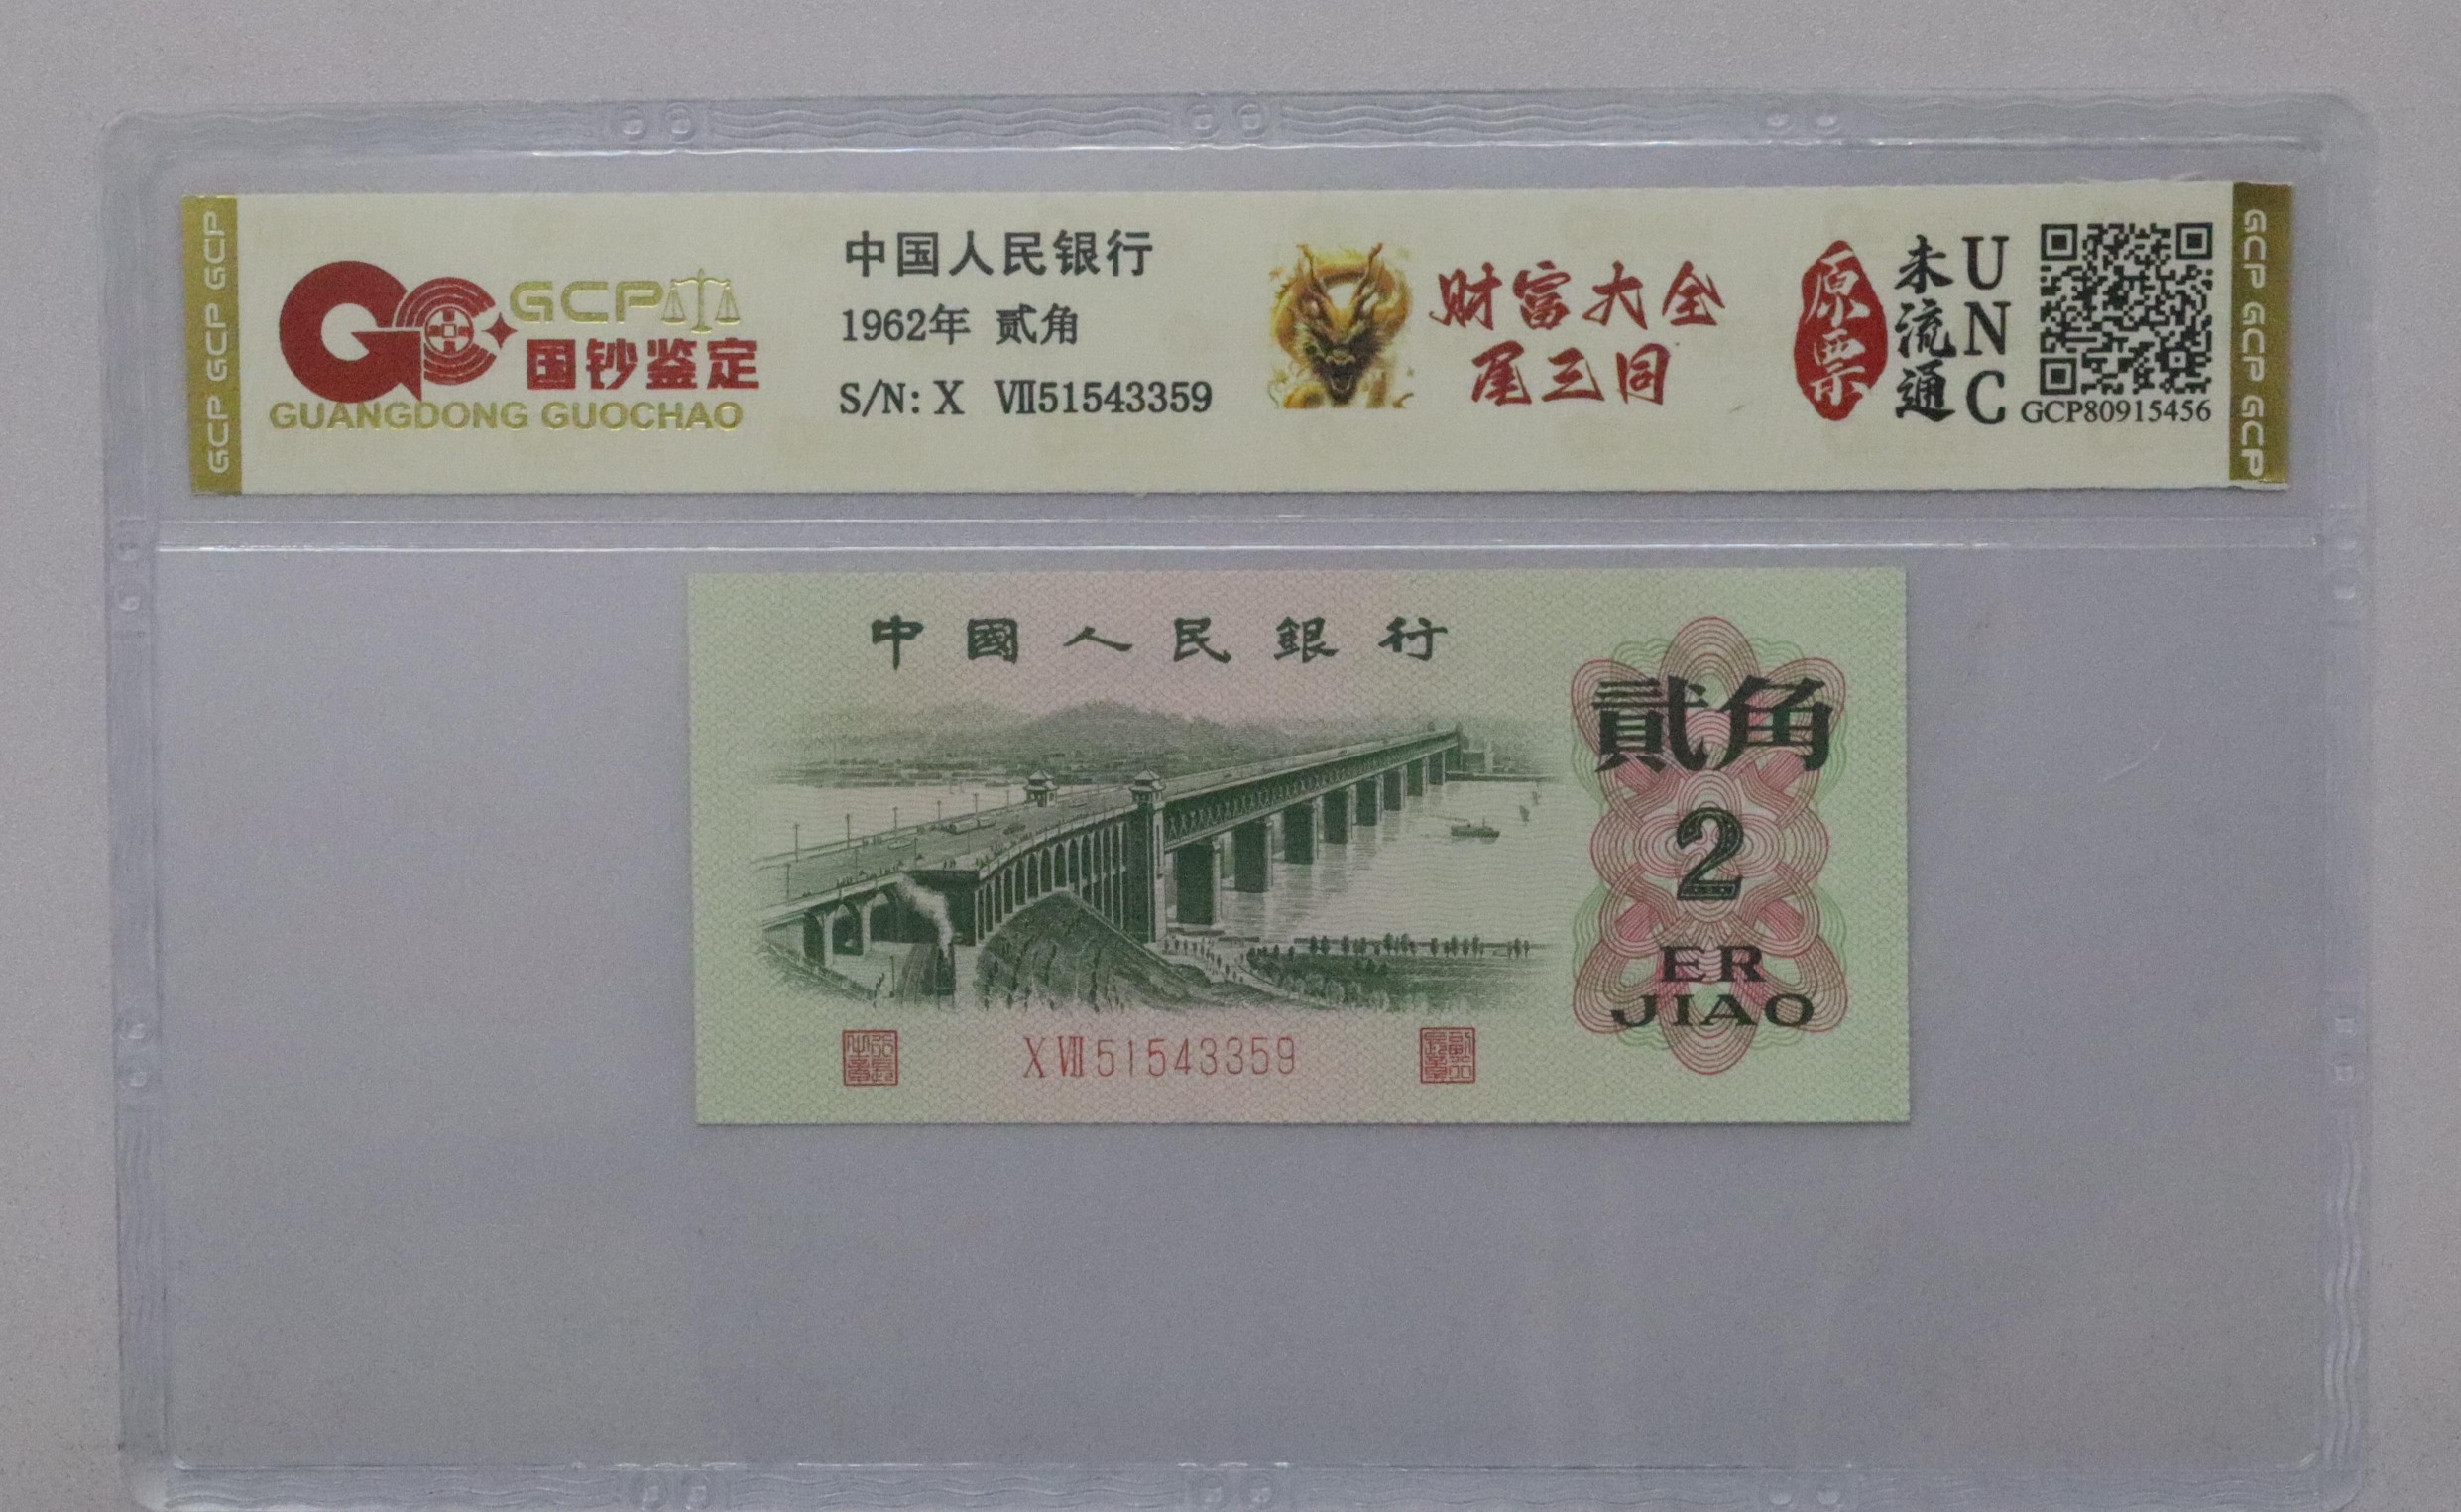 GCP GCP GCP
GCP
国钞鉴定
GUANGDONG GUOCHAO
中国人民银行
1962年 贰角
S/N: X Ⅶ51543359
财富大全
尾三同
原票
未流通
UNC
GCP80915456
GCP GCP GCP
中國人民銀行
貳角
2
ER
JIAO
X Ⅶ 51543359